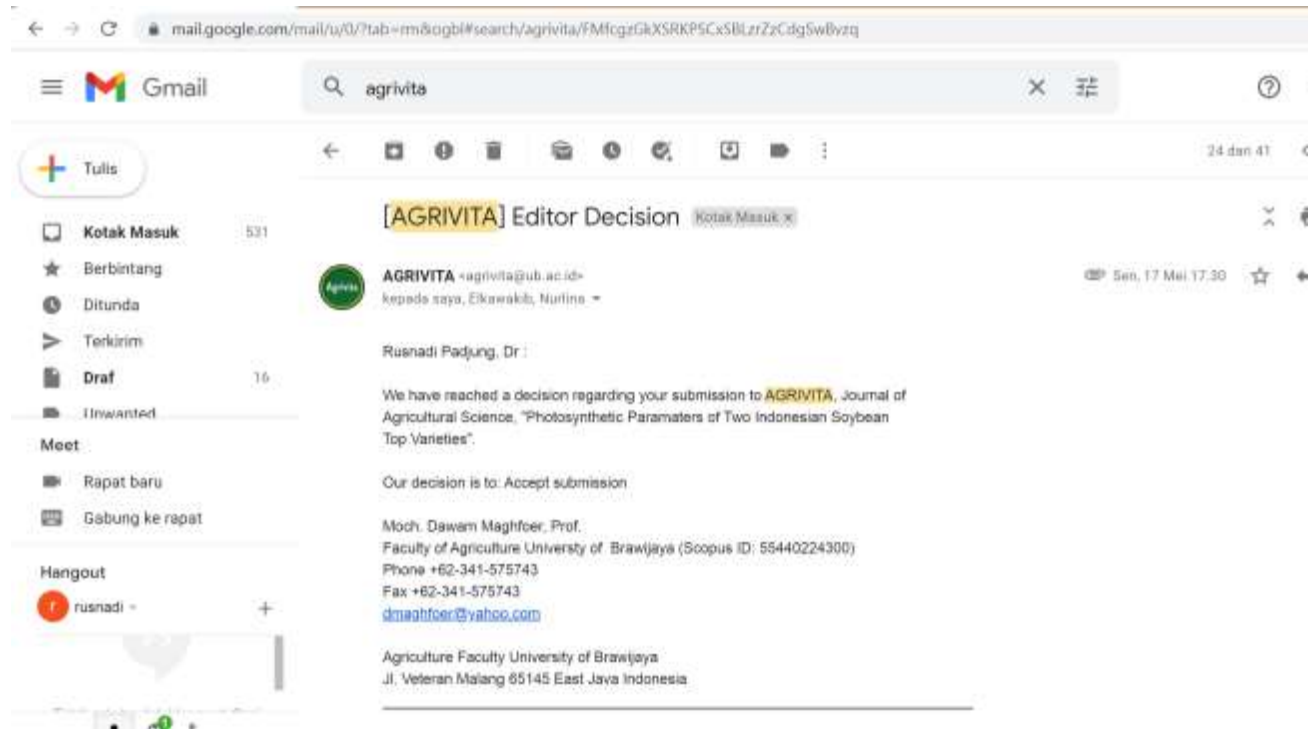 mail.google.com/mail/u/0/?tab=rm&ogbl#search/agrivita/
Gmail
agrivita
Tulis
24 dari 41
[AGRIVITA] Editor Decision Kotak Masuk x
Kotak Masuk 531
Berbintang
Ditunda
Terkirim
Draf 16
Unwanted
Meet
Rapat baru
Gabung ke rapat
Hangout
r rusnadi
Agrivita
AGRIVITA <agrivita@ub.ac.id>
Sen, 17 Mei 17.30
kepada saya, Elkawakib, Nurlina
Rusnadi Padjung, Dr :
We have reached a decision regarding your submission to AGRIVITA, Journal of
Agricultural Science, "Photosynthetic Paramaters of Two Indonesian Soybean
Top Varieties".
Our decision is to: Accept submission
Moch. Dawam Maghfoer, Prof.
Faculty of Agriculture Universty of Brawijaya (Scopus ID: 55440224300)
Phone +62-341-575743
Fax +62-341-575743
dmaghfoer@yahoo.com
Agriculture Faculty University of Brawijaya
Jl. Veteran Malang 65145 East Java Indonesia